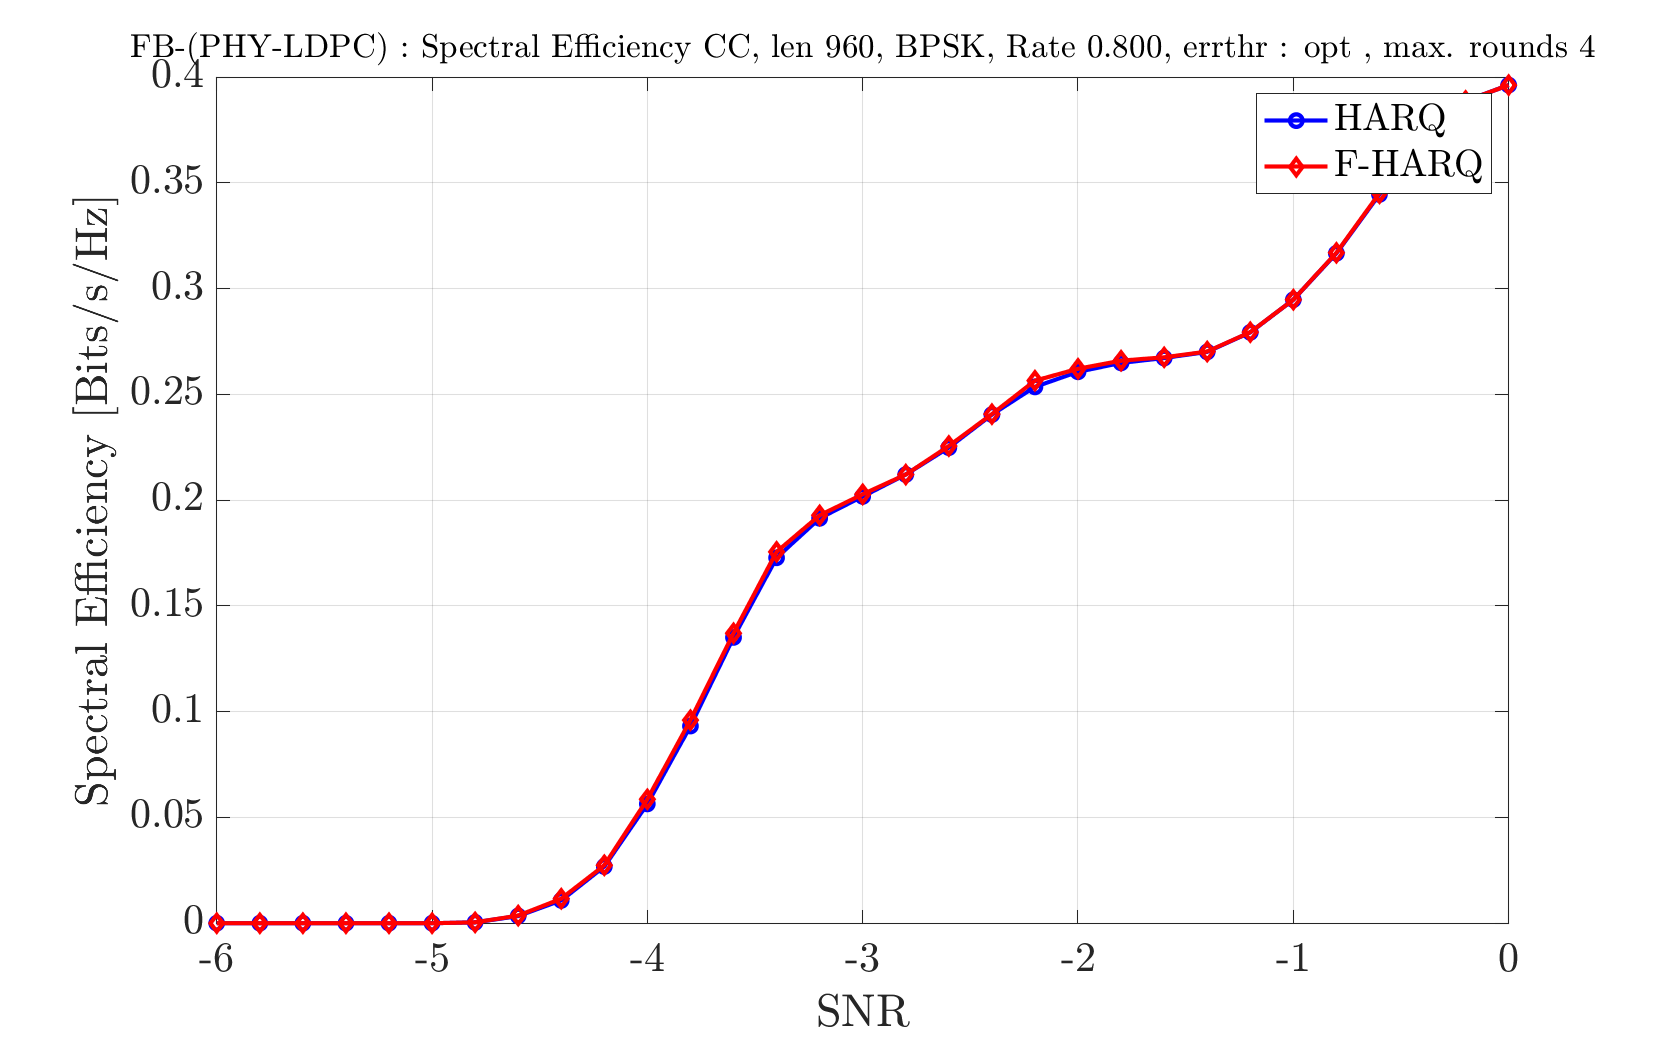 FB-(PHY-LDPC) : Spectral Efficiency CC, len 960, BPSK, Rate 0.800, errthr : opt , max. rounds 4
0.4
0.35
0.3
0.25
0.2
0.15
0.1
0.05
0
Spectral Efficiency [Bits/s/Hz]
HARQ
F-HARQ
-6 -5 -4 -3 -2 -1 0
SNR